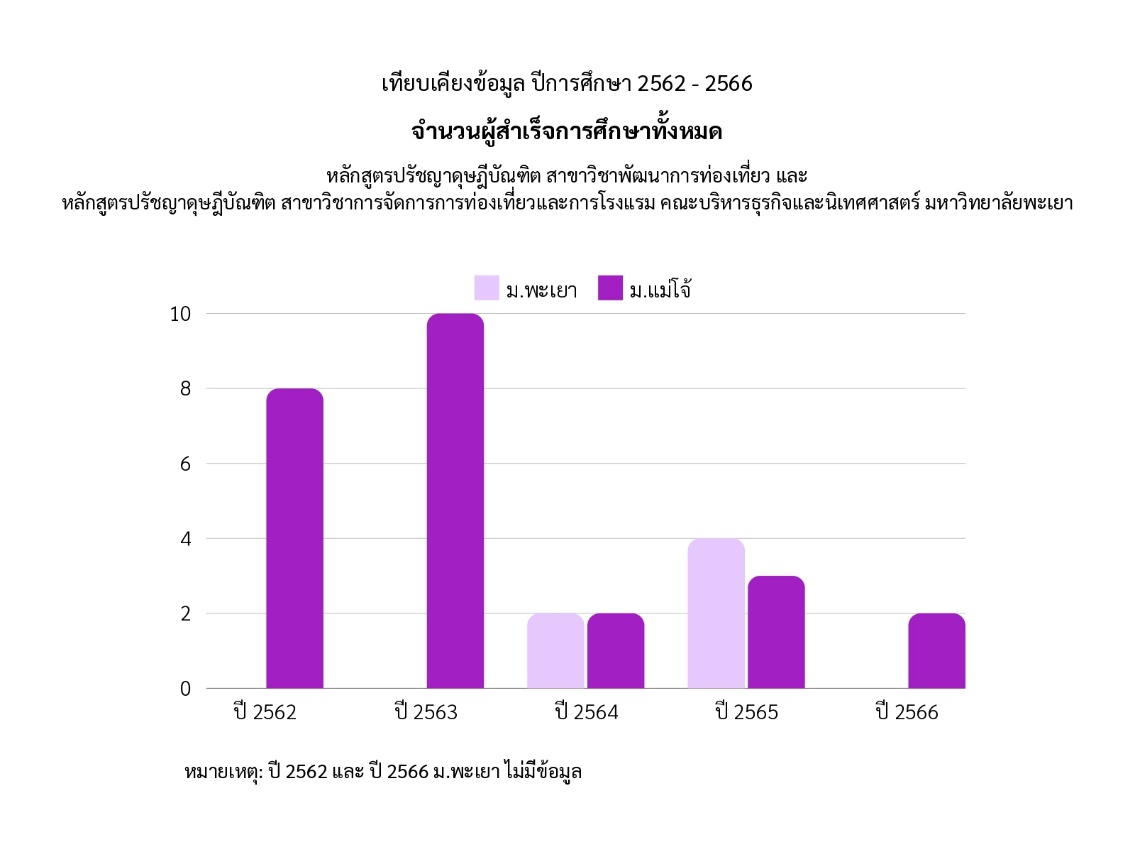 เทียบเคียงข้อมูล ปีการศึกษา 2562 - 2566
จำนวนผู้สำเร็จการศึกษาทั้งหมด
หลักสูตรปรัชญาดุษฎีบัณฑิต สาขาวิชาพัฒนาการท่องเที่ยว และ
หลักสูตรปรัชญาดุษฎีบัณฑิต สาขาวิชาการจัดการการท่องเที่ยวและการโรงแรม คณะบริหารธุรกิจและนิเทศศาสตร์ มหาวิทยาลัยพะเยา
ม.พะเยา ม.แม่โจ้
10
8
6
4
2
0
ปี 2562 ปี 2563 ปี 2564 ปี 2565 ปี 2566
หมายเหตุ: ปี 2562 และ ปี 2566 ม.พะเยา ไม่มีข้อมูล